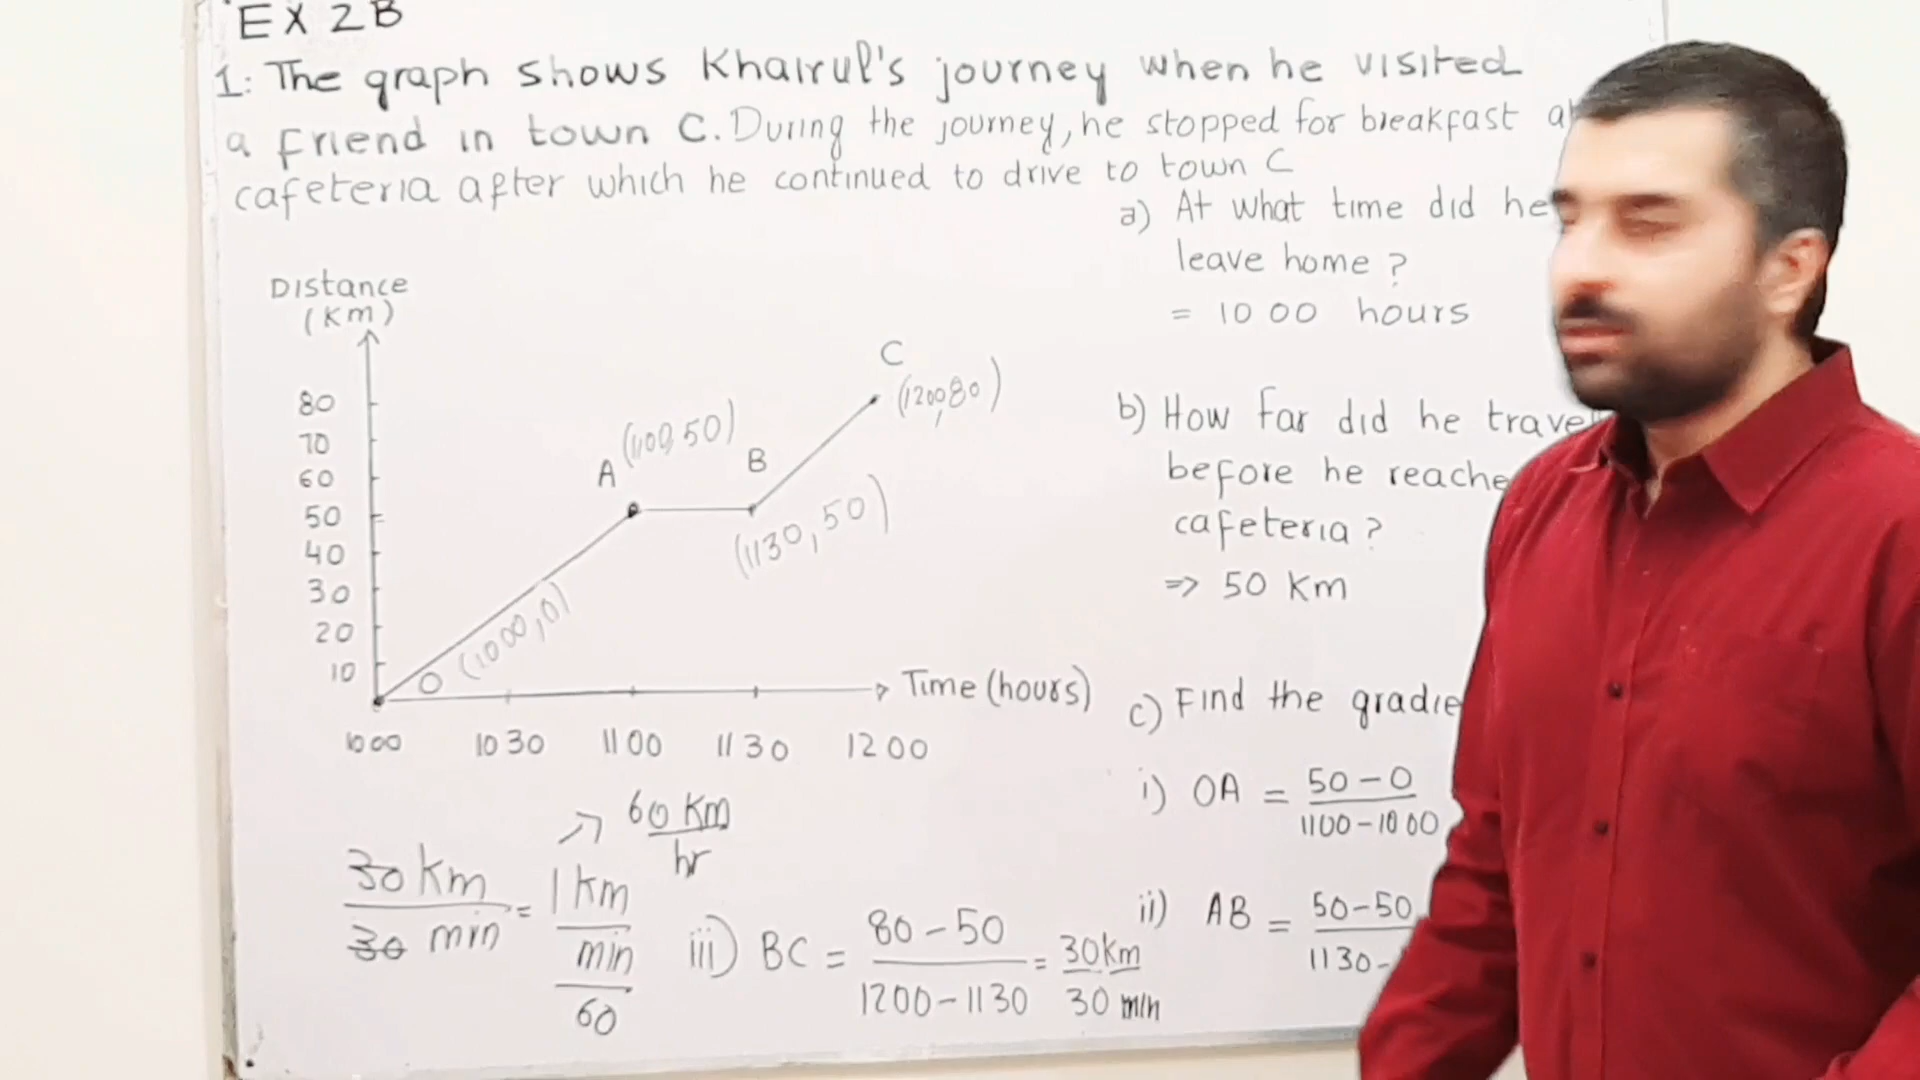 EX 2B
1: The graph shows Khairul's journey when he visited
a friend in town C. During the journey, he stopped for breakfast
cafeteria after which he continued to drive to town C
a) At what time did he
leave home ?
= 10 00 hours
b) How far did he travel
before he reache
cafeteria ?
⇒ 50 Km
c) Find the gradie
i) OA = 50 - 0
1100 - 10 00
ii) AB = 50 - 50
1130 -
Distance
(Km)
80
70
60
50
40
30
20
10
A (1100, 50)
B
(1130, 50)
C
(1200, 80)
O (1000, 0)
Time (hours)
1000 1030 1100 1130 1200
30 Km / 30 min = 1 Km / min / 60 ↗ 60 Km / hr
iii) BC = 80 - 50 / 1200 - 1130 = 30km / 30 min